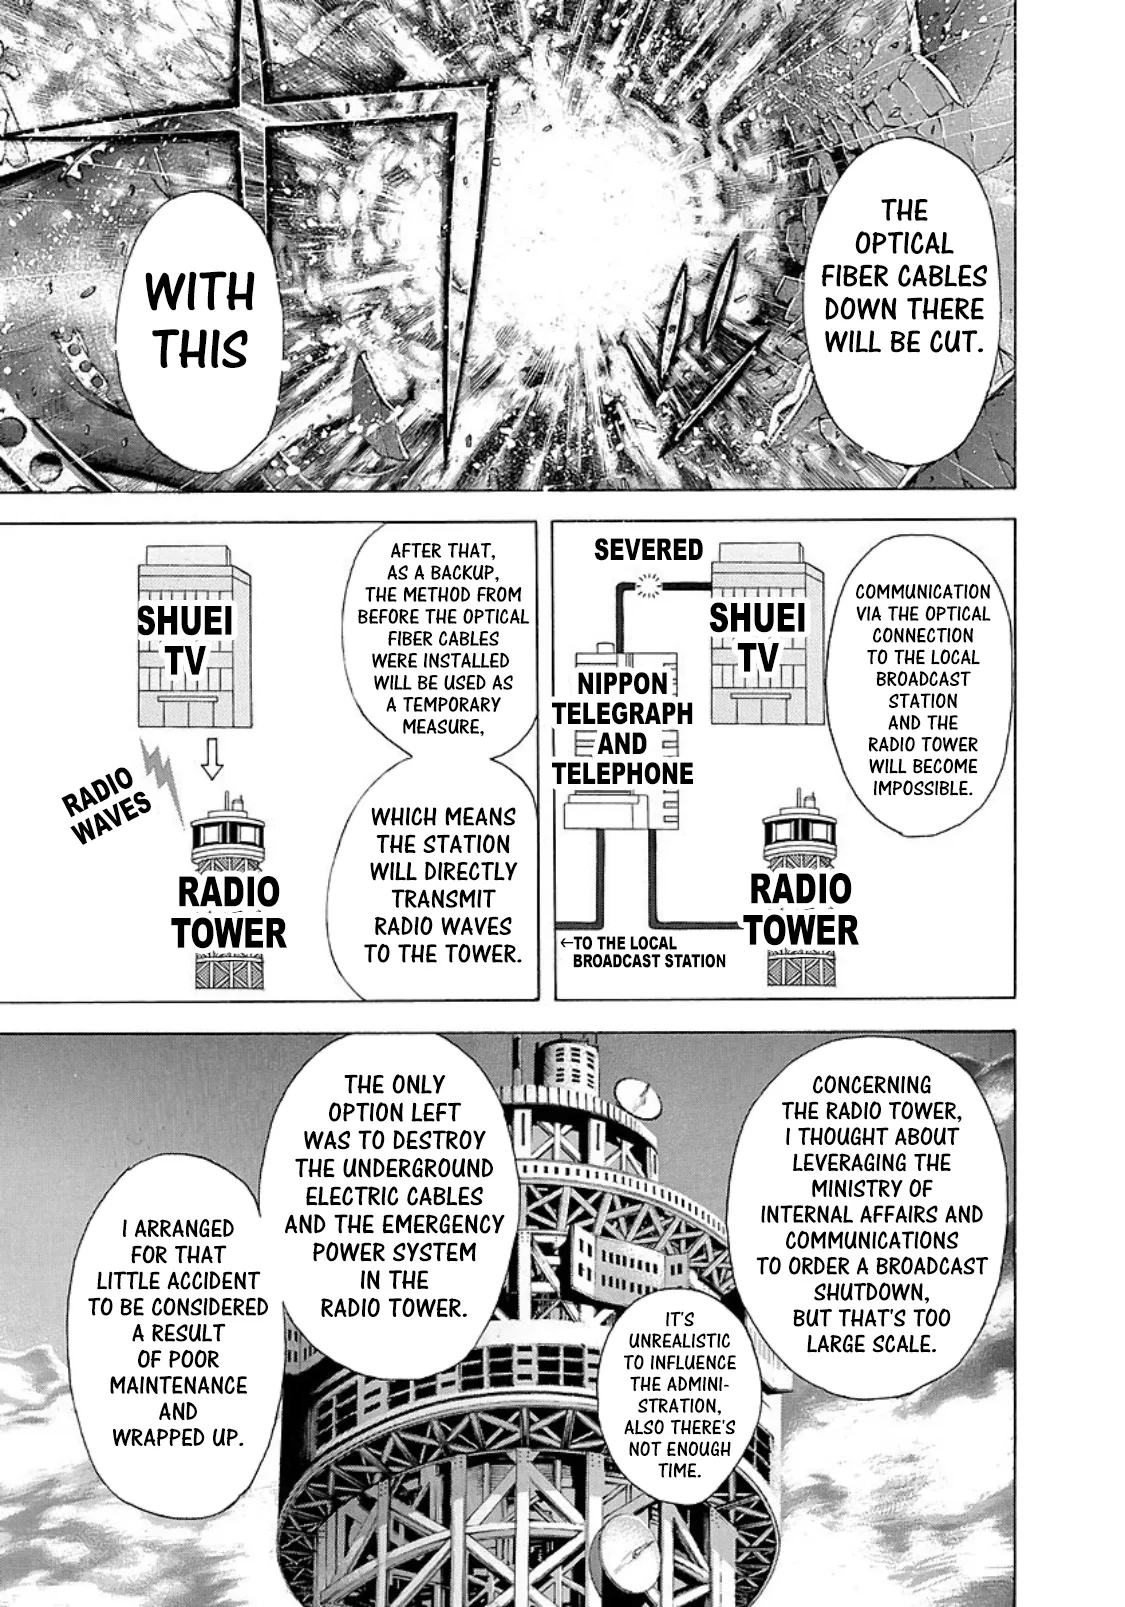 WITH
THIS
THE
OPTICAL
FIBER CABLES
DOWN THERE
WILL BE CUT.
COMMUNICATION
VIA THE OPTICAL
CONNECTION
TO THE LOCAL
BROADCAST
STATION
AND THE
RADIO TOWER
WILL BECOME
IMPOSSIBLE.
SEVERED
SHUEI
TV
NIPPON
TELEGRAPH
AND
TELEPHONE
RADIO
TOWER
←TO THE LOCAL
BROADCAST STATION
AFTER THAT,
AS A BACKUP,
THE METHOD FROM
BEFORE THE OPTICAL
FIBER CABLES
WERE INSTALLED
WILL BE USED AS
A TEMPORARY
MEASURE,
WHICH MEANS
THE STATION
WILL DIRECTLY
TRANSMIT
RADIO WAVES
TO THE TOWER.
SHUEI
TV
RADIO
WAVES
RADIO
TOWER
CONCERNING
THE RADIO TOWER,
I THOUGHT ABOUT
LEVERAGING THE
MINISTRY OF
INTERNAL AFFAIRS AND
COMMUNICATIONS
TO ORDER A BROADCAST
SHUTDOWN,
BUT THAT'S TOO
LARGE SCALE.
IT'S
UNREALISTIC
TO INFLUENCE
THE ADMINI-
STRATION,
ALSO THERE'S
NOT ENOUGH
TIME.
THE ONLY
OPTION LEFT
WAS TO DESTROY
THE UNDERGROUND
ELECTRIC CABLES
AND THE EMERGENCY
POWER SYSTEM
IN THE
RADIO TOWER.
I ARRANGED
FOR THAT
LITTLE ACCIDENT
TO BE CONSIDERED
A RESULT
OF POOR
MAINTENANCE
AND
WRAPPED UP.